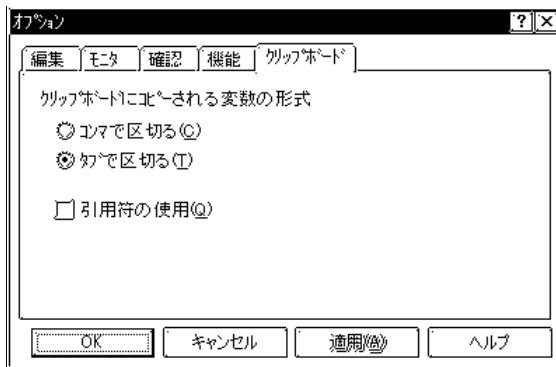 オプション
編集 モニタ 確認 機能 クリップボード
クリップボードにコピーされる変数の形式
コンマで区切る(C)
タブで区切る(T)
引用符の使用(Q)
OK キャンセル 適用(A) ヘルプ